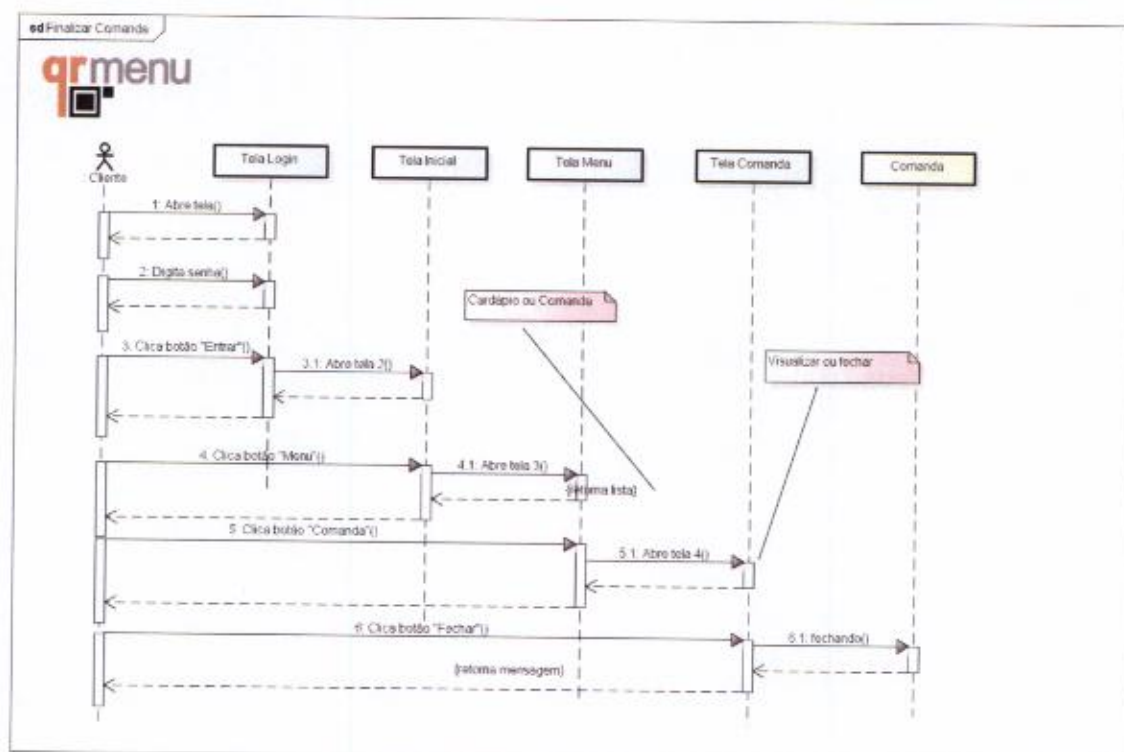 sd Finalizar Comanda
qrmenu
: Cliente
Tela Login
Tela Inicial
Tela Menu
Tela Comanda
Comanda
1: Abre tela()
2: Digita senha()
Cardápio ou Comanda
3. Clica botão "Entrar"()
3.1: Abre tela 2()
Visualizar ou fechar
4. Clica botão "Menu"()
4.1: Abre tela 3()
(retorna lista)
5: Clica botão "Comanda"()
5.1: Abre tela 4()
6: Clica botão "Fechar"()
6.1: fechando()
(retorna mensagem)